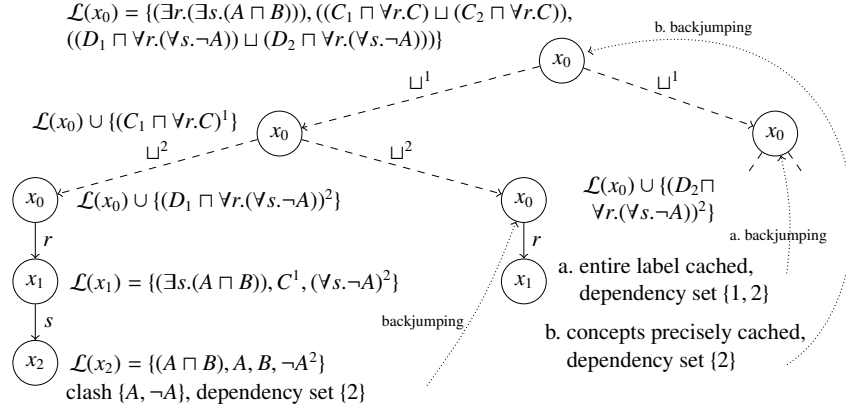 ℒ(x₀) = {(∃r.(∃s.(A ⊓ B))), ((C₁ ⊓ ∀r.C) ⊔ (C₂ ⊓ ∀r.C)),
((D₁ ⊓ ∀r.(∀s.¬A)) ⊔ (D₂ ⊓ ∀r.(∀s.¬A)))}
b. backjumping
x₀
⊔¹
⊔¹
ℒ(x₀) ∪ {(C₁ ⊓ ∀r.C)¹}
x₀
x₀
⊔²
⊔²
x₀
ℒ(x₀) ∪ {(D₁ ⊓ ∀r.(∀s.¬A))²}
x₀
ℒ(x₀) ∪ {(D₂⊓
∀r.(∀s.¬A))²}
r
r
a. backjumping
x₁
ℒ(x₁) = {(∃s.(A ⊓ B)), C¹, (∀s.¬A)²}
x₁
a. entire label cached,
dependency set {1, 2}
s
backjumping
b. concepts precisely cached,
dependency set {2}
x₂
ℒ(x₂) = {(A ⊓ B), A, B, ¬A²}
clash {A, ¬A}, dependency set {2}